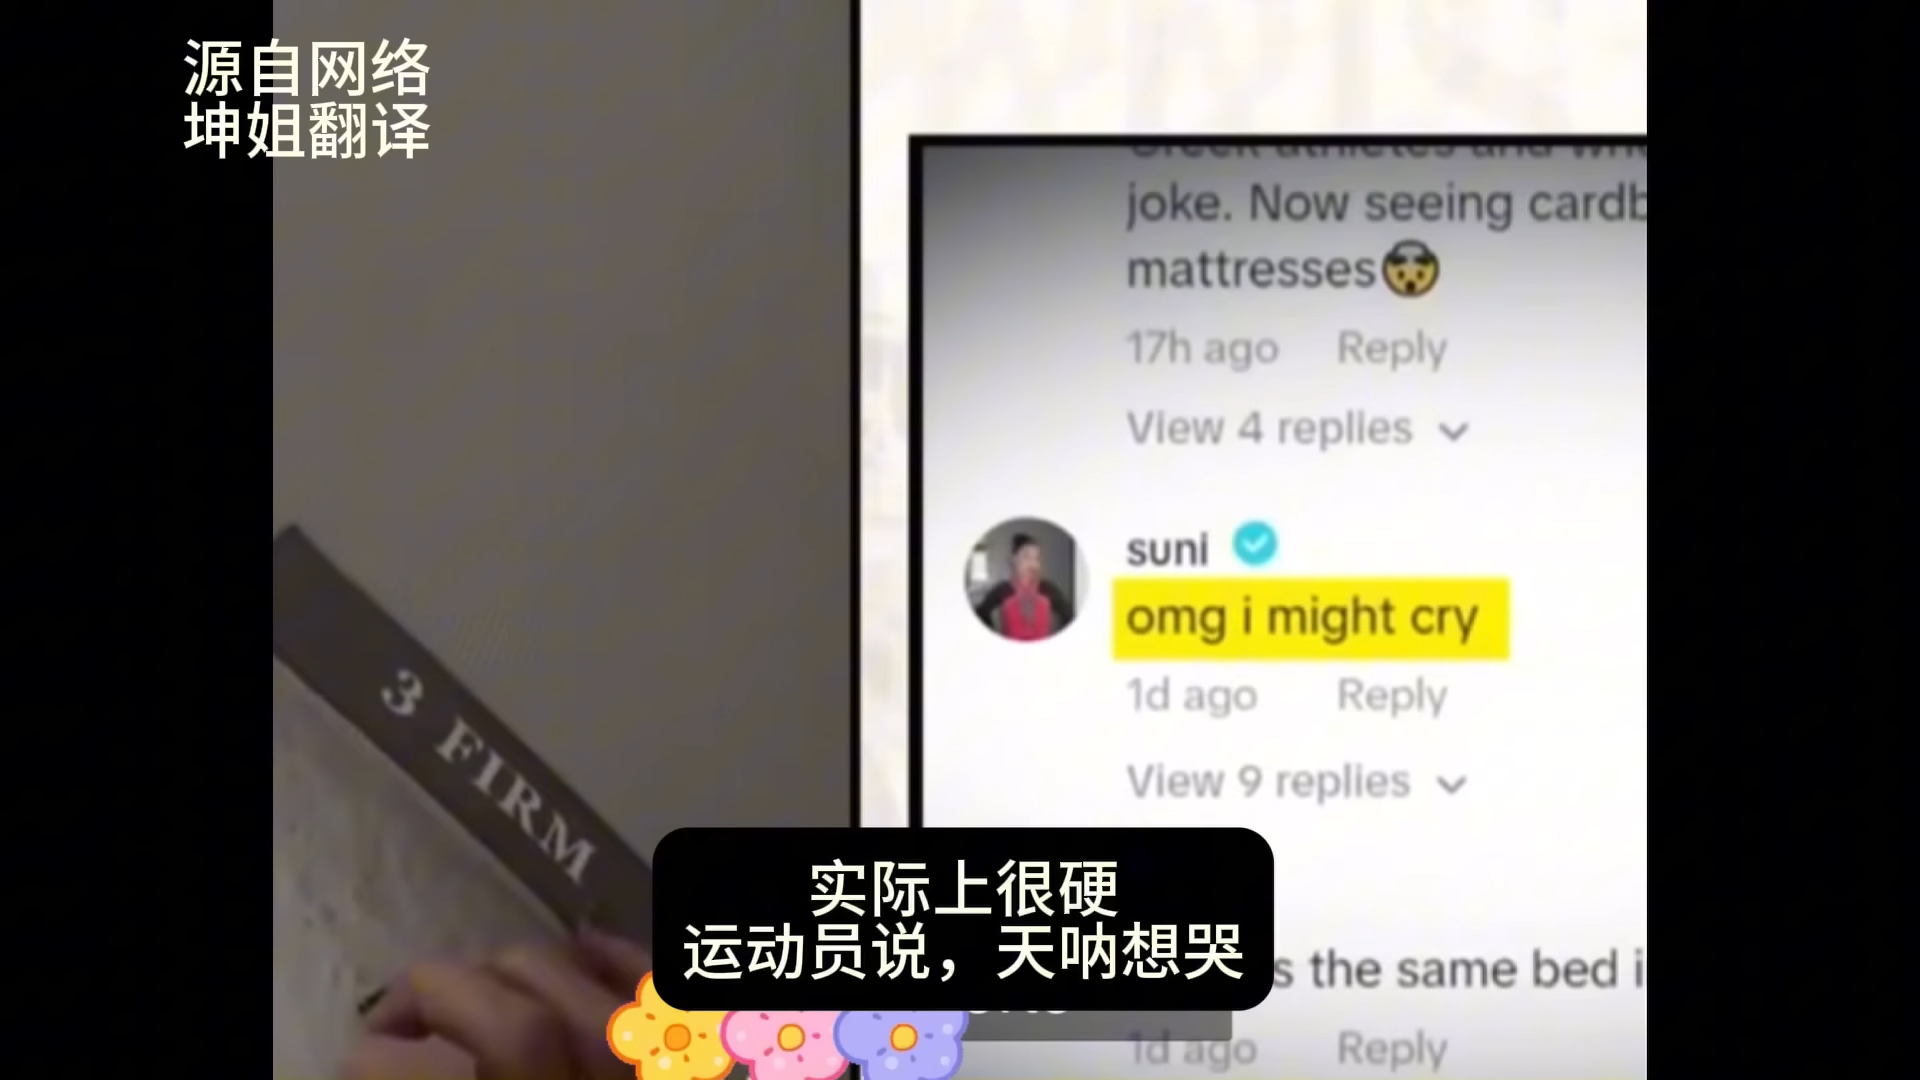 源自网络
坤姐翻译
joke. Now seeing
mattresses😯
17h ago Reply
View 4 replies
suni
omg i might cry
1d ago Reply
View 9 replies
3 FIRM
实际上很硬
运动员说，天呐想哭
the same bed
1d ago Reply